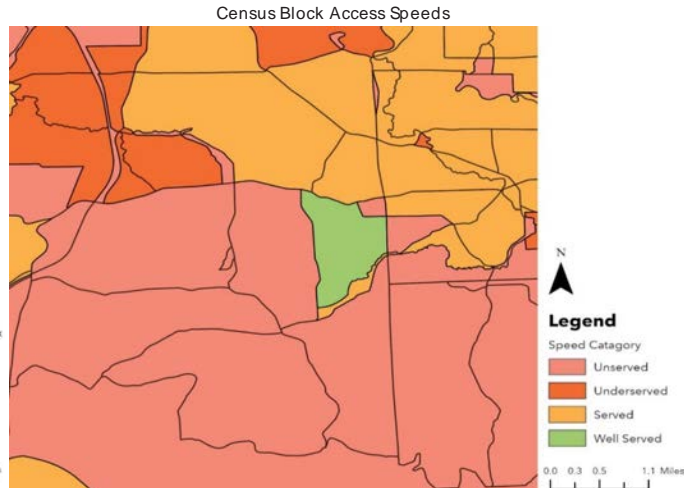 Census Block Access Speeds
N
Legend
Speed Catagory
Unserved
Underserved
Served
Well Served
0.0 0.3 0.5 1.1 Miles